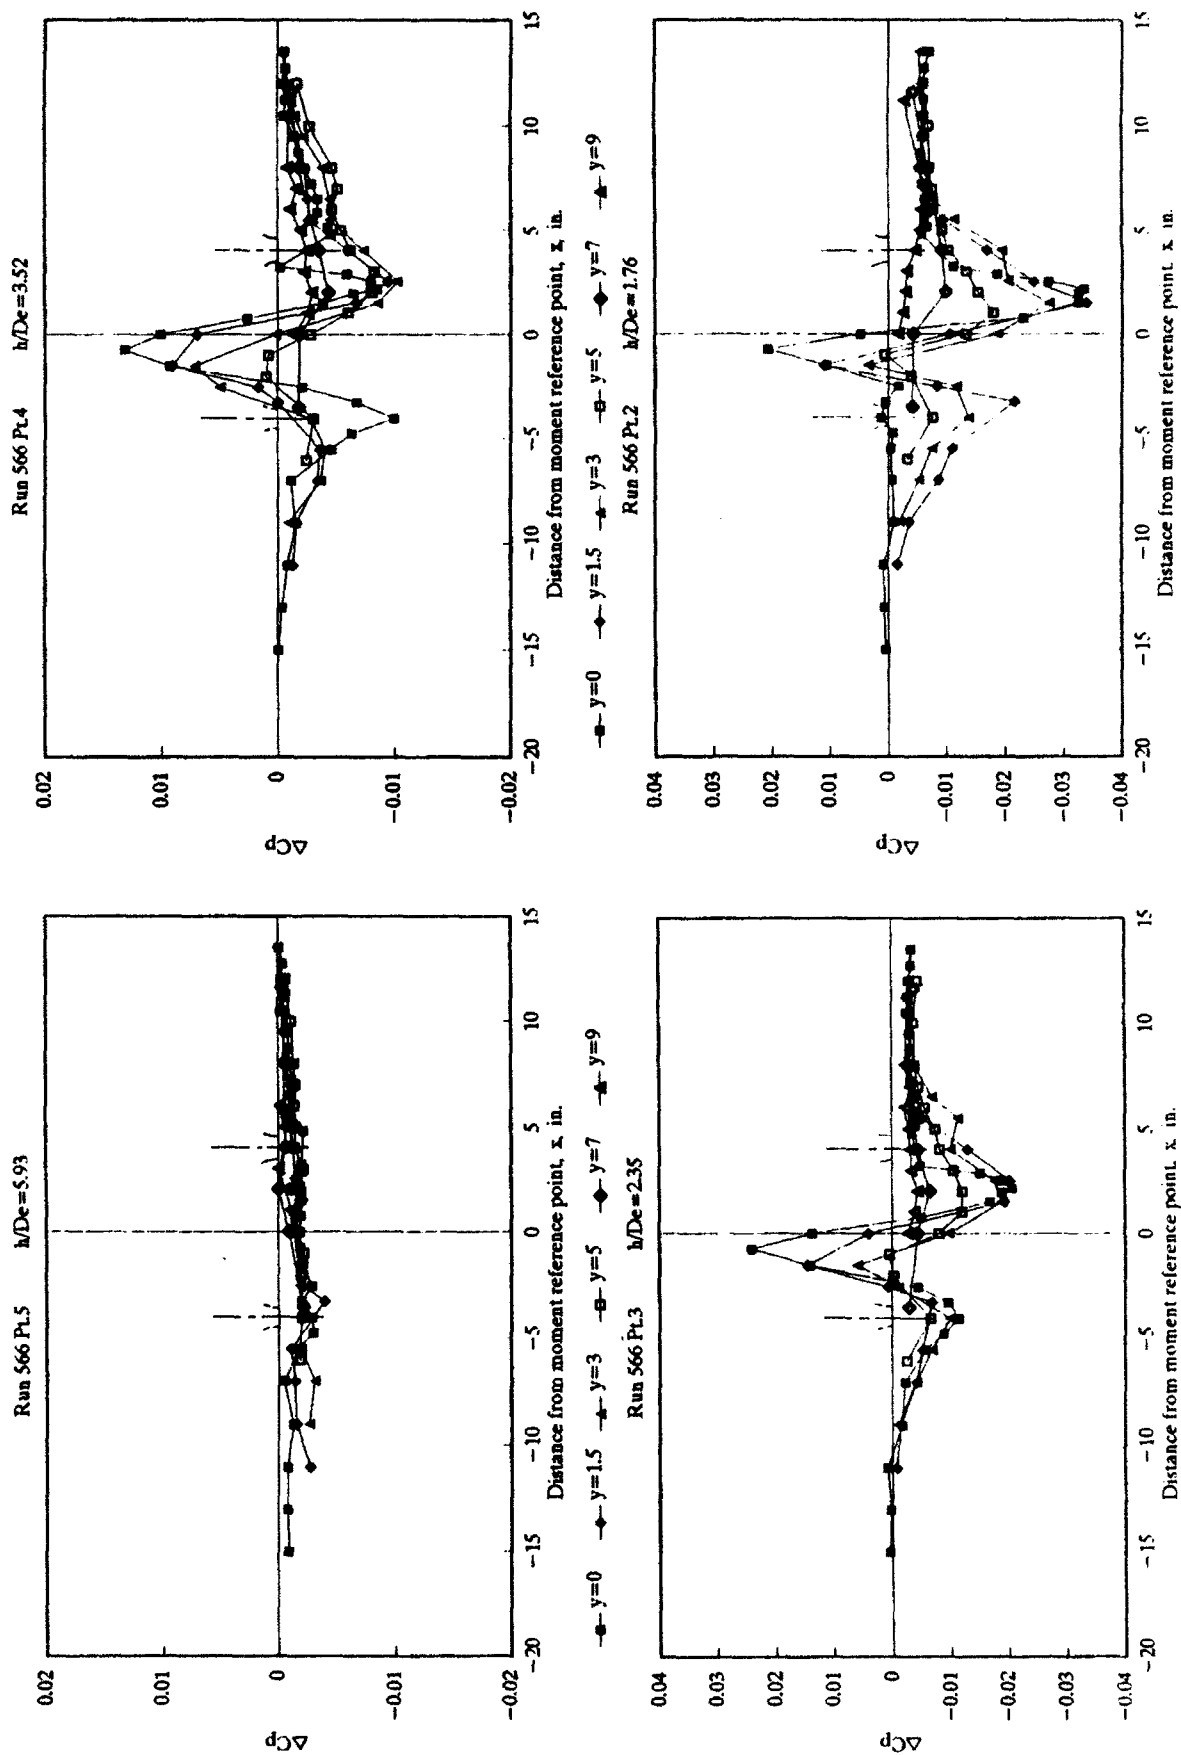 Run 566 Pt.5 h/De=5.93
0.02
0.01
0
-0.01
-0.02
ΔCp
-20 -15 -10 -5 0 5 10 15
Distance from moment reference point, x, in.
y=0 y=1.5 y=3 y=5 y=7 y=9
Run 566 Pt.4 h/De=3.52
0.02
0.01
0
-0.01
-0.02
ΔCp
-20 -15 -10 -5 0 5 10 15
Distance from moment reference point, x, in.
y=0 y=1.5 y=3 y=5 y=7 y=9
Run 566 Pt.3 h/De=2.35
0.04
0.03
0.02
0.01
0
-0.01
-0.02
-0.03
-0.04
ΔCp
-20 -15 -10 -5 0 5 10 15
Distance from moment reference point, x, in.
Run 566 Pt.2 h/De=1.76
0.04
0.03
0.02
0.01
0
-0.01
-0.02
-0.03
-0.04
ΔCp
-20 -15 -10 -5 0 5 10 15
Distance from moment reference point, x, in.